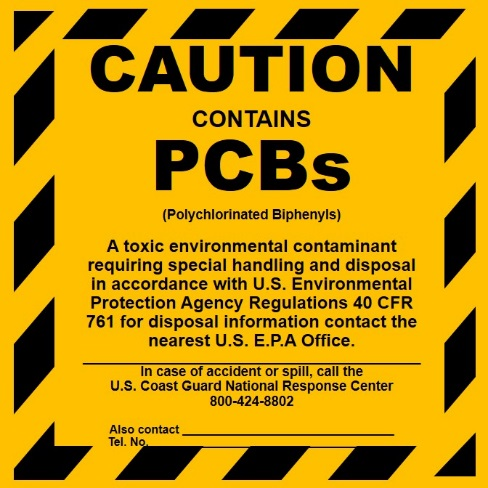 CAUTION
CONTAINS
PCBs
(Polychlorinated Biphenyls)
A toxic environmental contaminant
requiring special handling and disposal
in accordance with U.S. Environmental
Protection Agency Regulations 40 CFR
761 for disposal information contact the
nearest U.S. E.P.A Office.
In case of accident or spill, call the
U.S. Coast Guard National Response Center
800-424-8802
Also contact
Tel. No.